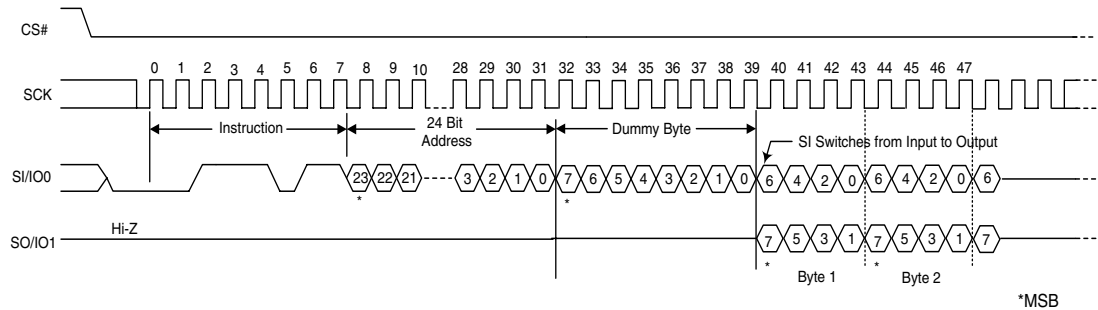 CS#
0 1 2 3 4 5 6 7 8 9 10 28 29 30 31 32 33 34 35 36 37 38 39 40 41 42 43 44 45 46 47
SCK
Instruction
24 Bit
Address
Dummy Byte
SI Switches from Input to Output
SI/IO0
23 22 21 3 2 1 0 7 6 5 4 3 2 1 0 6 4 2 0 6 4 2 0 6
* *
Hi-Z
SO/IO1
7 5 3 1 7 5 3 1 7
* *
Byte 1 Byte 2
*MSB